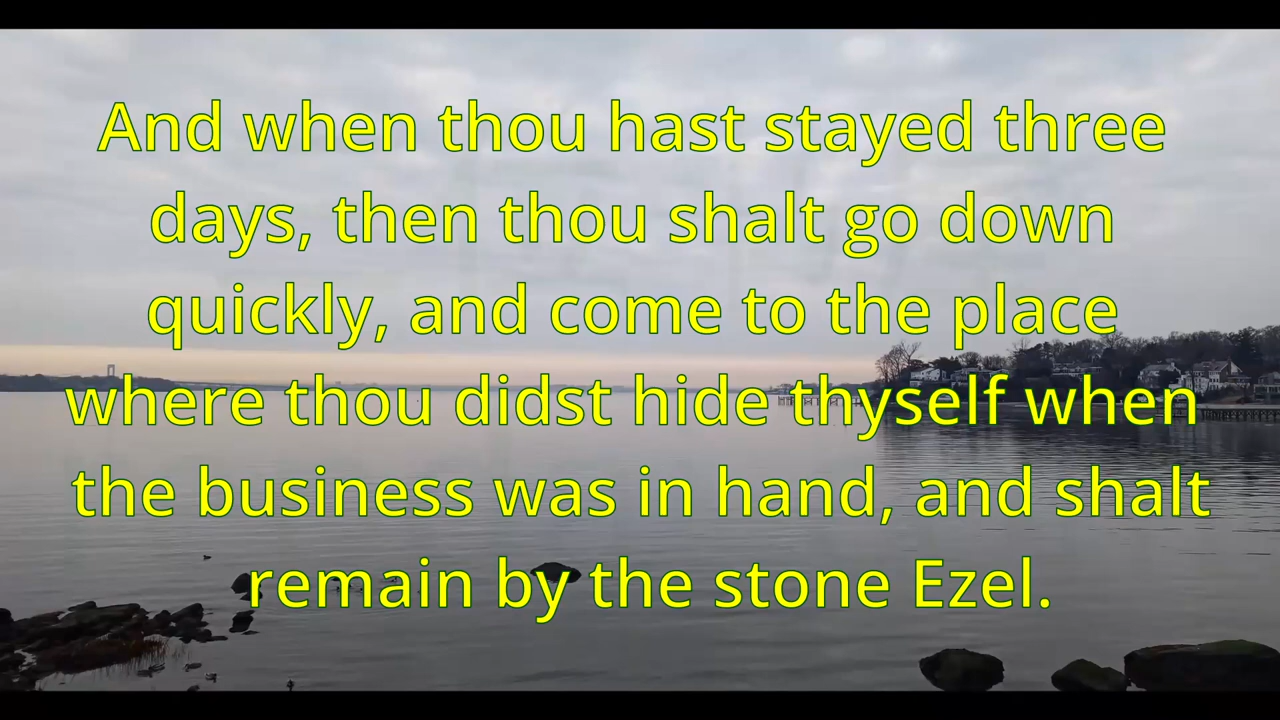 And when thou hast stayed three
days, then thou shalt go down
quickly, and come to the place
where thou didst hide thyself when
the business was in hand, and shalt
remain by the stone Ezel.